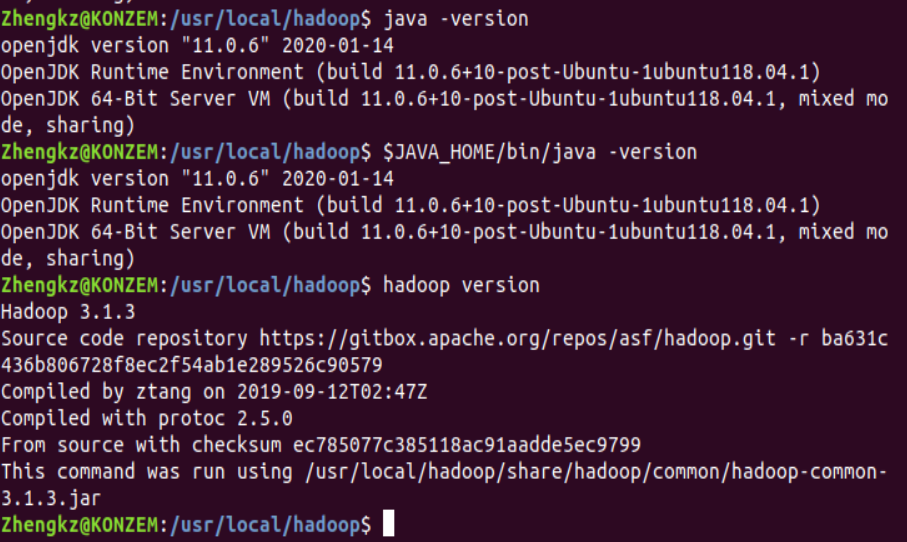 Zhengkz@KONZEM:/usr/local/hadoop$ java -version
openjdk version "11.0.6" 2020-01-14
OpenJDK Runtime Environment (build 11.0.6+10-post-Ubuntu-1ubuntu118.04.1)
OpenJDK 64-Bit Server VM (build 11.0.6+10-post-Ubuntu-1ubuntu118.04.1, mixed mo
de, sharing)
Zhengkz@KONZEM:/usr/local/hadoop$ $JAVA_HOME/bin/java -version
openjdk version "11.0.6" 2020-01-14
OpenJDK Runtime Environment (build 11.0.6+10-post-Ubuntu-1ubuntu118.04.1)
OpenJDK 64-Bit Server VM (build 11.0.6+10-post-Ubuntu-1ubuntu118.04.1, mixed mo
de, sharing)
Zhengkz@KONZEM:/usr/local/hadoop$ hadoop version
Hadoop 3.1.3
Source code repository https://gitbox.apache.org/repos/asf/hadoop.git -r ba631c
436b806728f8ec2f54ab1e289526c90579
Compiled by ztang on 2019-09-12T02:47Z
Compiled with protoc 2.5.0
From source with checksum ec785077c385118ac91aadde5ec9799
This command was run using /usr/local/hadoop/share/hadoop/common/hadoop-common-
3.1.3.jar
Zhengkz@KONZEM:/usr/local/hadoop$